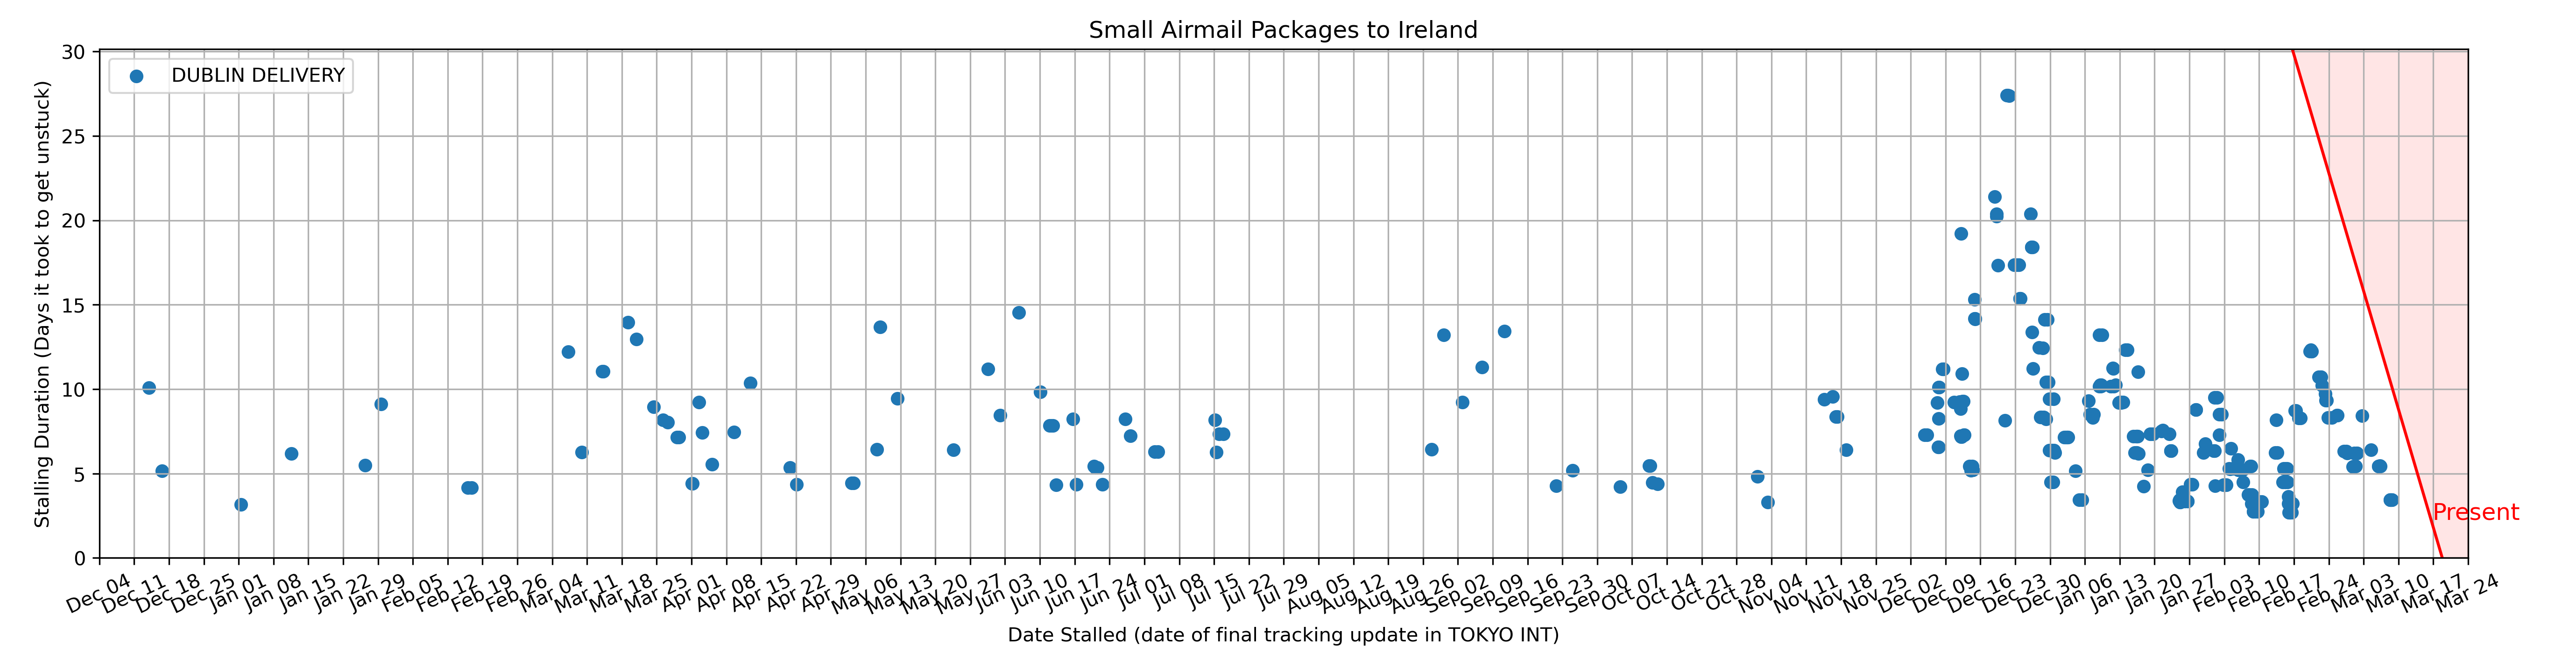 Small Airmail Packages to Ireland
DUBLIN DELIVERY
Stalling Duration (Days it took to get unstuck)
30
25
20
15
10
5
0
Present
Dec 04
Dec 11
Dec 18
Dec 25
Jan 01
Jan 08
Jan 15
Jan 22
Jan 29
Feb 05
Feb 12
Feb 19
Feb 26
Mar 04
Mar 11
Mar 18
Mar 25
Apr 01
Apr 08
Apr 15
Apr 22
Apr 29
May 06
May 13
May 20
May 27
Jun 03
Jun 10
Jun 17
Jun 24
Jul 01
Jul 08
Jul 15
Jul 22
Jul 29
Aug 05
Aug 12
Aug 19
Aug 26
Sep 02
Sep 09
Sep 16
Sep 23
Sep 30
Oct 07
Oct 14
Oct 21
Oct 28
Nov 04
Nov 11
Nov 18
Nov 25
Dec 02
Dec 09
Dec 16
Dec 23
Dec 30
Jan 06
Jan 13
Jan 20
Jan 27
Feb 03
Feb 10
Feb 17
Feb 24
Mar 03
Mar 10
Mar 17
Mar 24
Date Stalled (date of final tracking update in TOKYO INT)